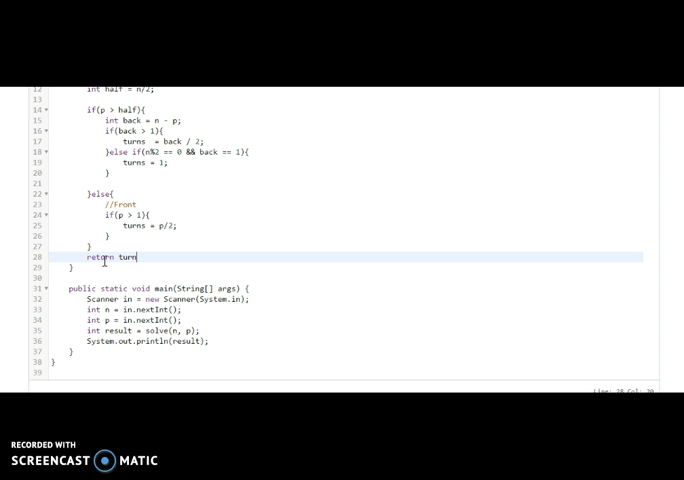 12 int half = n/2;
13
14 if(p > half){
15 int back = n - p;
16 if(back > 1){
17 turns = back / 2;
18 }else if(n%2 == 0 && back == 1){
19 turns = 1;
20 }
21
22 }else{
23 //Front
24 if(p > 1){
25 turns = p/2;
26 }
27 }
28 return turn
29 }
30
31 public static void main(String[] args) {
32 Scanner in = new Scanner(System.in);
33 int n = in.nextInt();
34 int p = in.nextInt();
35 int result = solve(n, p);
36 System.out.println(result);
37 }
38 }
39
Line: 28 Col: 20
RECORDED WITH
SCREENCAST MATIC